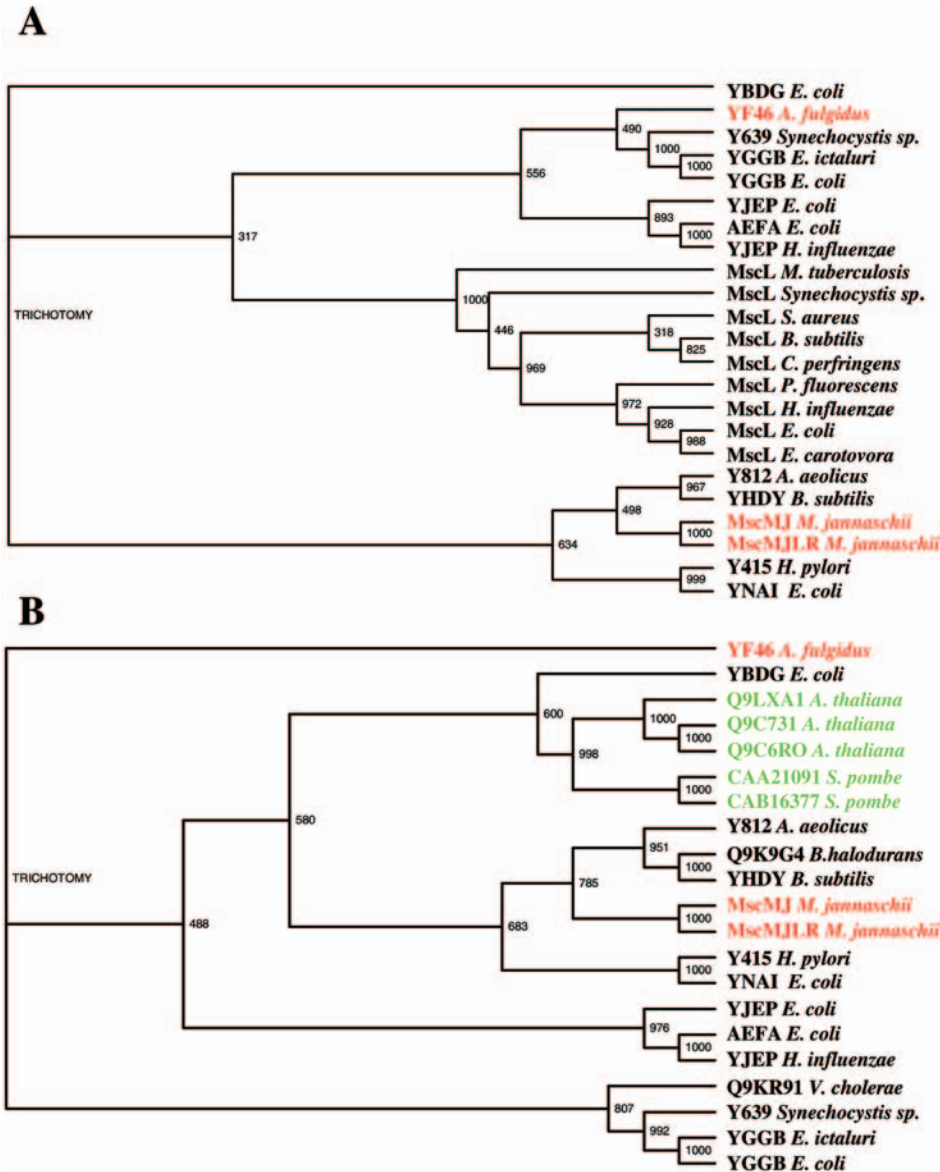 A
YBDG E. coli
YF46 A. fulgidus
490
Y639 Synechocystis sp.
1000
YGGB E. ictaluri
1000
556
YGGB E. coli
YJEP E. coli
893
AEFA E. coli
1000
317
YJEP H. influenzae
MscL M. tuberculosis
1000
MscL Synechocystis sp.
TRICHOTOMY
446
MscL S. aureus
318
MscL B. subtilis
825
969
MscL C. perfringens
MscL P. fluorescens
972
MscL H. influenzae
928
MscL E. coli
988
MscL E. carotovora
Y812 A. aeolicus
967
YHDY B. subtilis
498
MscMJ M. jannaschii
1000
634
MscMJLR M. jannaschii
Y415 H. pylori
999
YNAI E. coli
B
YF46 A. fulgidus
YBDG E. coli
600
Q9LXA1 A. thaliana
1000
Q9C731 A. thaliana
1000
998
Q9C6RO A. thaliana
CAA21091 S. pombe
1000
CAB16377 S. pombe
580
Y812 A. aeolicus
951
Q9K9G4 B.halodurans
1000
TRICHOTOMY
YHDY B. subtilis
785
MscMJ M. jannaschii
1000
488
683
MscMJLR M. jannaschii
Y415 H. pylori
1000
YNAI E. coli
YJEP E. coli
976
AEFA E. coli
1000
YJEP H. influenzae
Q9KR91 V. cholerae
807
Y639 Synechocystis sp.
992
YGGB E. ictaluri
1000
YGGB E. coli